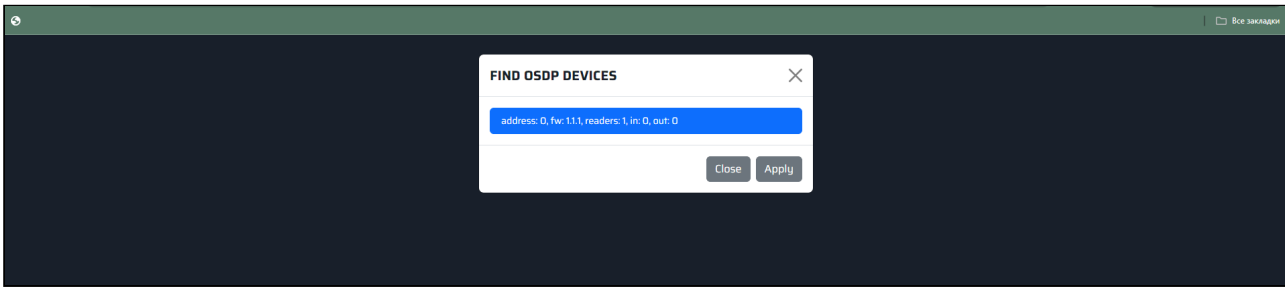 Все закладки
FIND OSDP DEVICES
address: 0, fw: 1.1.1, readers: 1, in: 0, out: 0
Close Apply